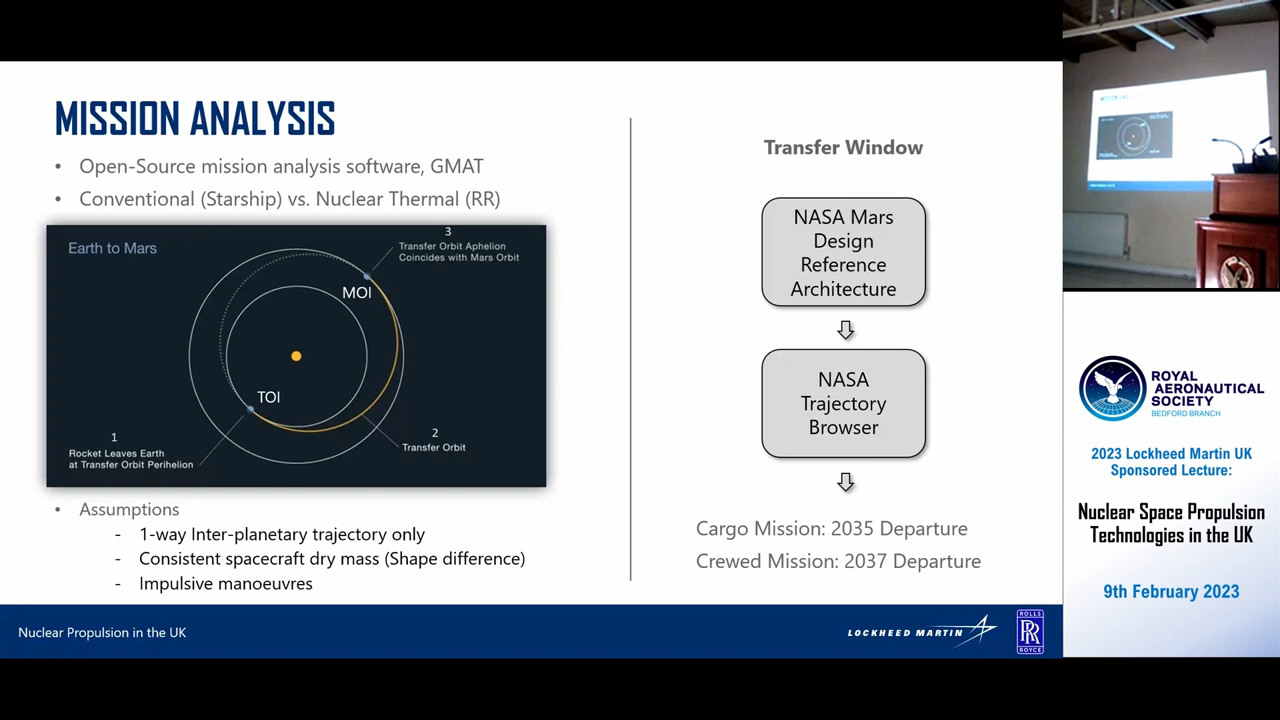 MISSION ANALYSIS
• Open-Source mission analysis software, GMAT
• Conventional (Starship) vs. Nuclear Thermal (RR)
Earth to Mars
3
Transfer Orbit Aphelion
Coincides with Mars Orbit
MOI
TOI
1
Rocket Leaves Earth
at Transfer Orbit Perihelion
2
Transfer Orbit
• Assumptions
- 1-way Inter-planetary trajectory only
- Consistent spacecraft dry mass (Shape difference)
- Impulsive manoeuvres
Transfer Window
NASA Mars
Design
Reference
Architecture
NASA
Trajectory
Browser
Cargo Mission: 2035 Departure
Crewed Mission: 2037 Departure
Nuclear Propulsion in the UK
LOCKHEED MARTIN
ROLLS
RR
ROYCE
ROYAL
AERONAUTICAL
SOCIETY
BEDFORD BRANCH
2023 Lockheed Martin UK
Sponsored Lecture:
Nuclear Space Propulsion
Technologies in the UK
9th February 2023